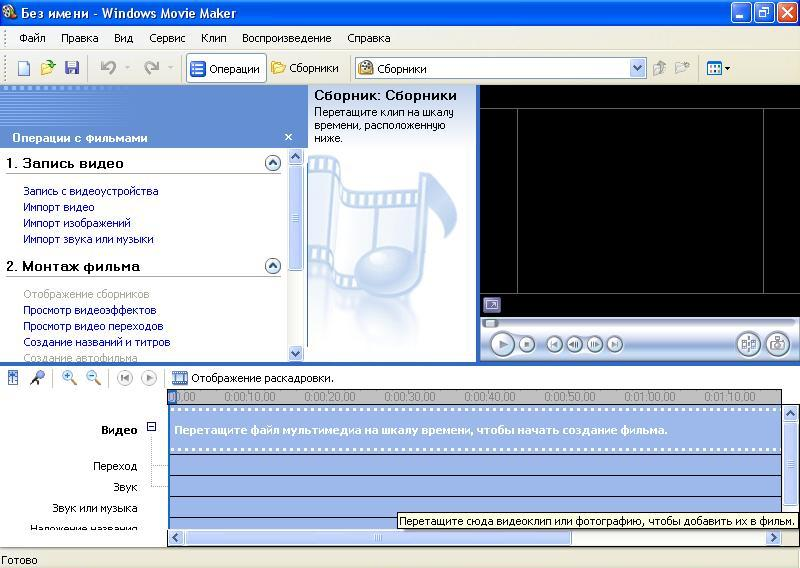 Без имени - Windows Movie Maker
Файл Правка Вид Сервис Клип Воспроизведение Справка
Операции Сборники Сборники
Операции с фильмами
1. Запись видео
Запись с видеоустройства
Импорт видео
Импорт изображений
Импорт звука или музыки
2. Монтаж фильма
Отображение сборников
Просмотр видеоэффектов
Просмотр видео переходов
Создание названий и титров
Создание автофильма
Сборник: Сборники
Перетащите клип на шкалу
времени, расположенную
ниже.
Отображение раскадровки.
0:00:10,00 0:00:20,00 0:00:30,00 0:00:40,00 0:00:50,00 0:01:00,00 0:01:10,00
Видео
Перетащите файл мультимедиа на шкалу времени, чтобы начать создание фильма.
Переход
Звук
Звук или музыка
Наложение названия
Перетащите сюда видеоклип или фотографию, чтобы добавить их в фильм.
Готово